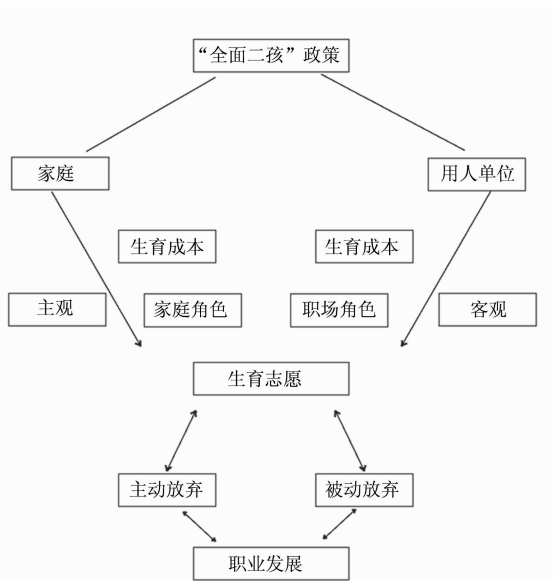 “全面二孩”政策
家庭
用人单位
生育成本
生育成本
主观
家庭角色
职场角色
客观
生育志愿
主动放弃
被动放弃
职业发展